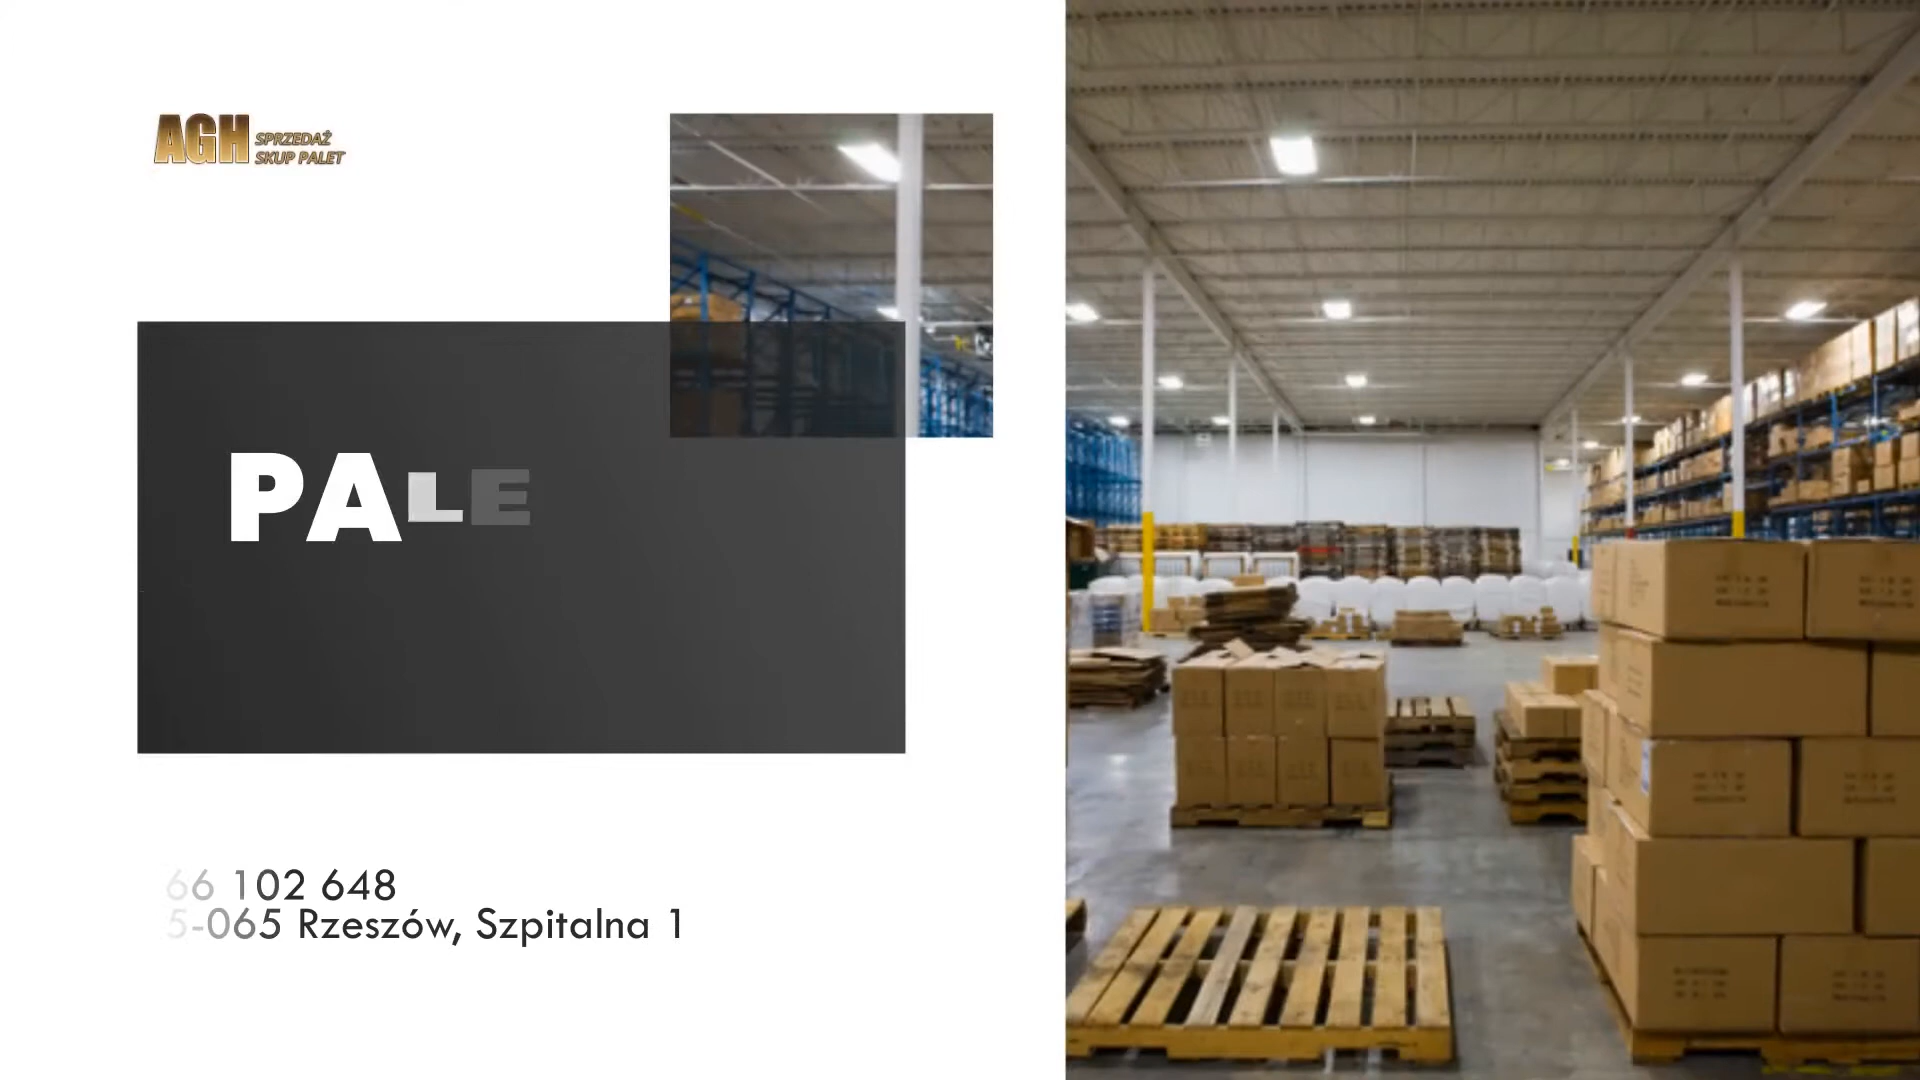 AGH
SPRZEDAŻ
SKUP PALET
PALE
66 102 648
5-065 Rzeszów, Szpitalna 1